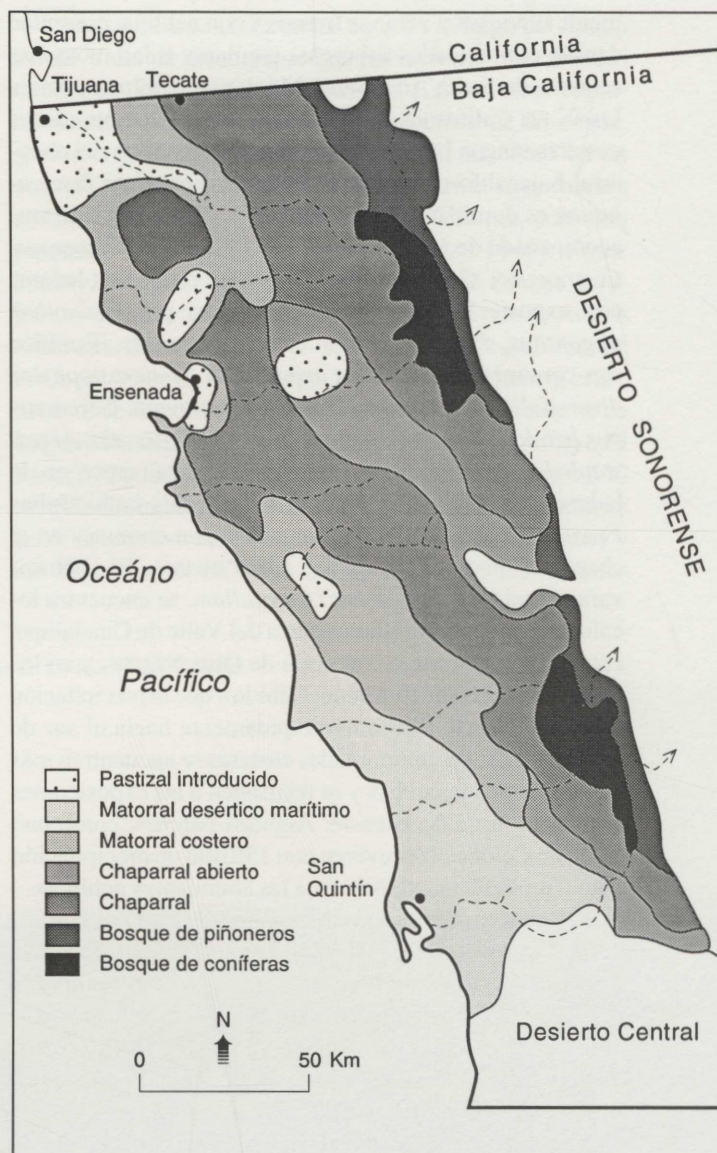 San Diego
California
Tijuana
Tecate
Baja California
DESIERTO SONORENSE
Ensenada
Oceáno
Pacífico
Pastizal introducido
Matorral desértico marítimo
Matorral costero
Chaparral abierto
Chaparral
Bosque de piñoneros
Bosque de coníferas
San
Quintín
N
0 50 Km
Desierto Central